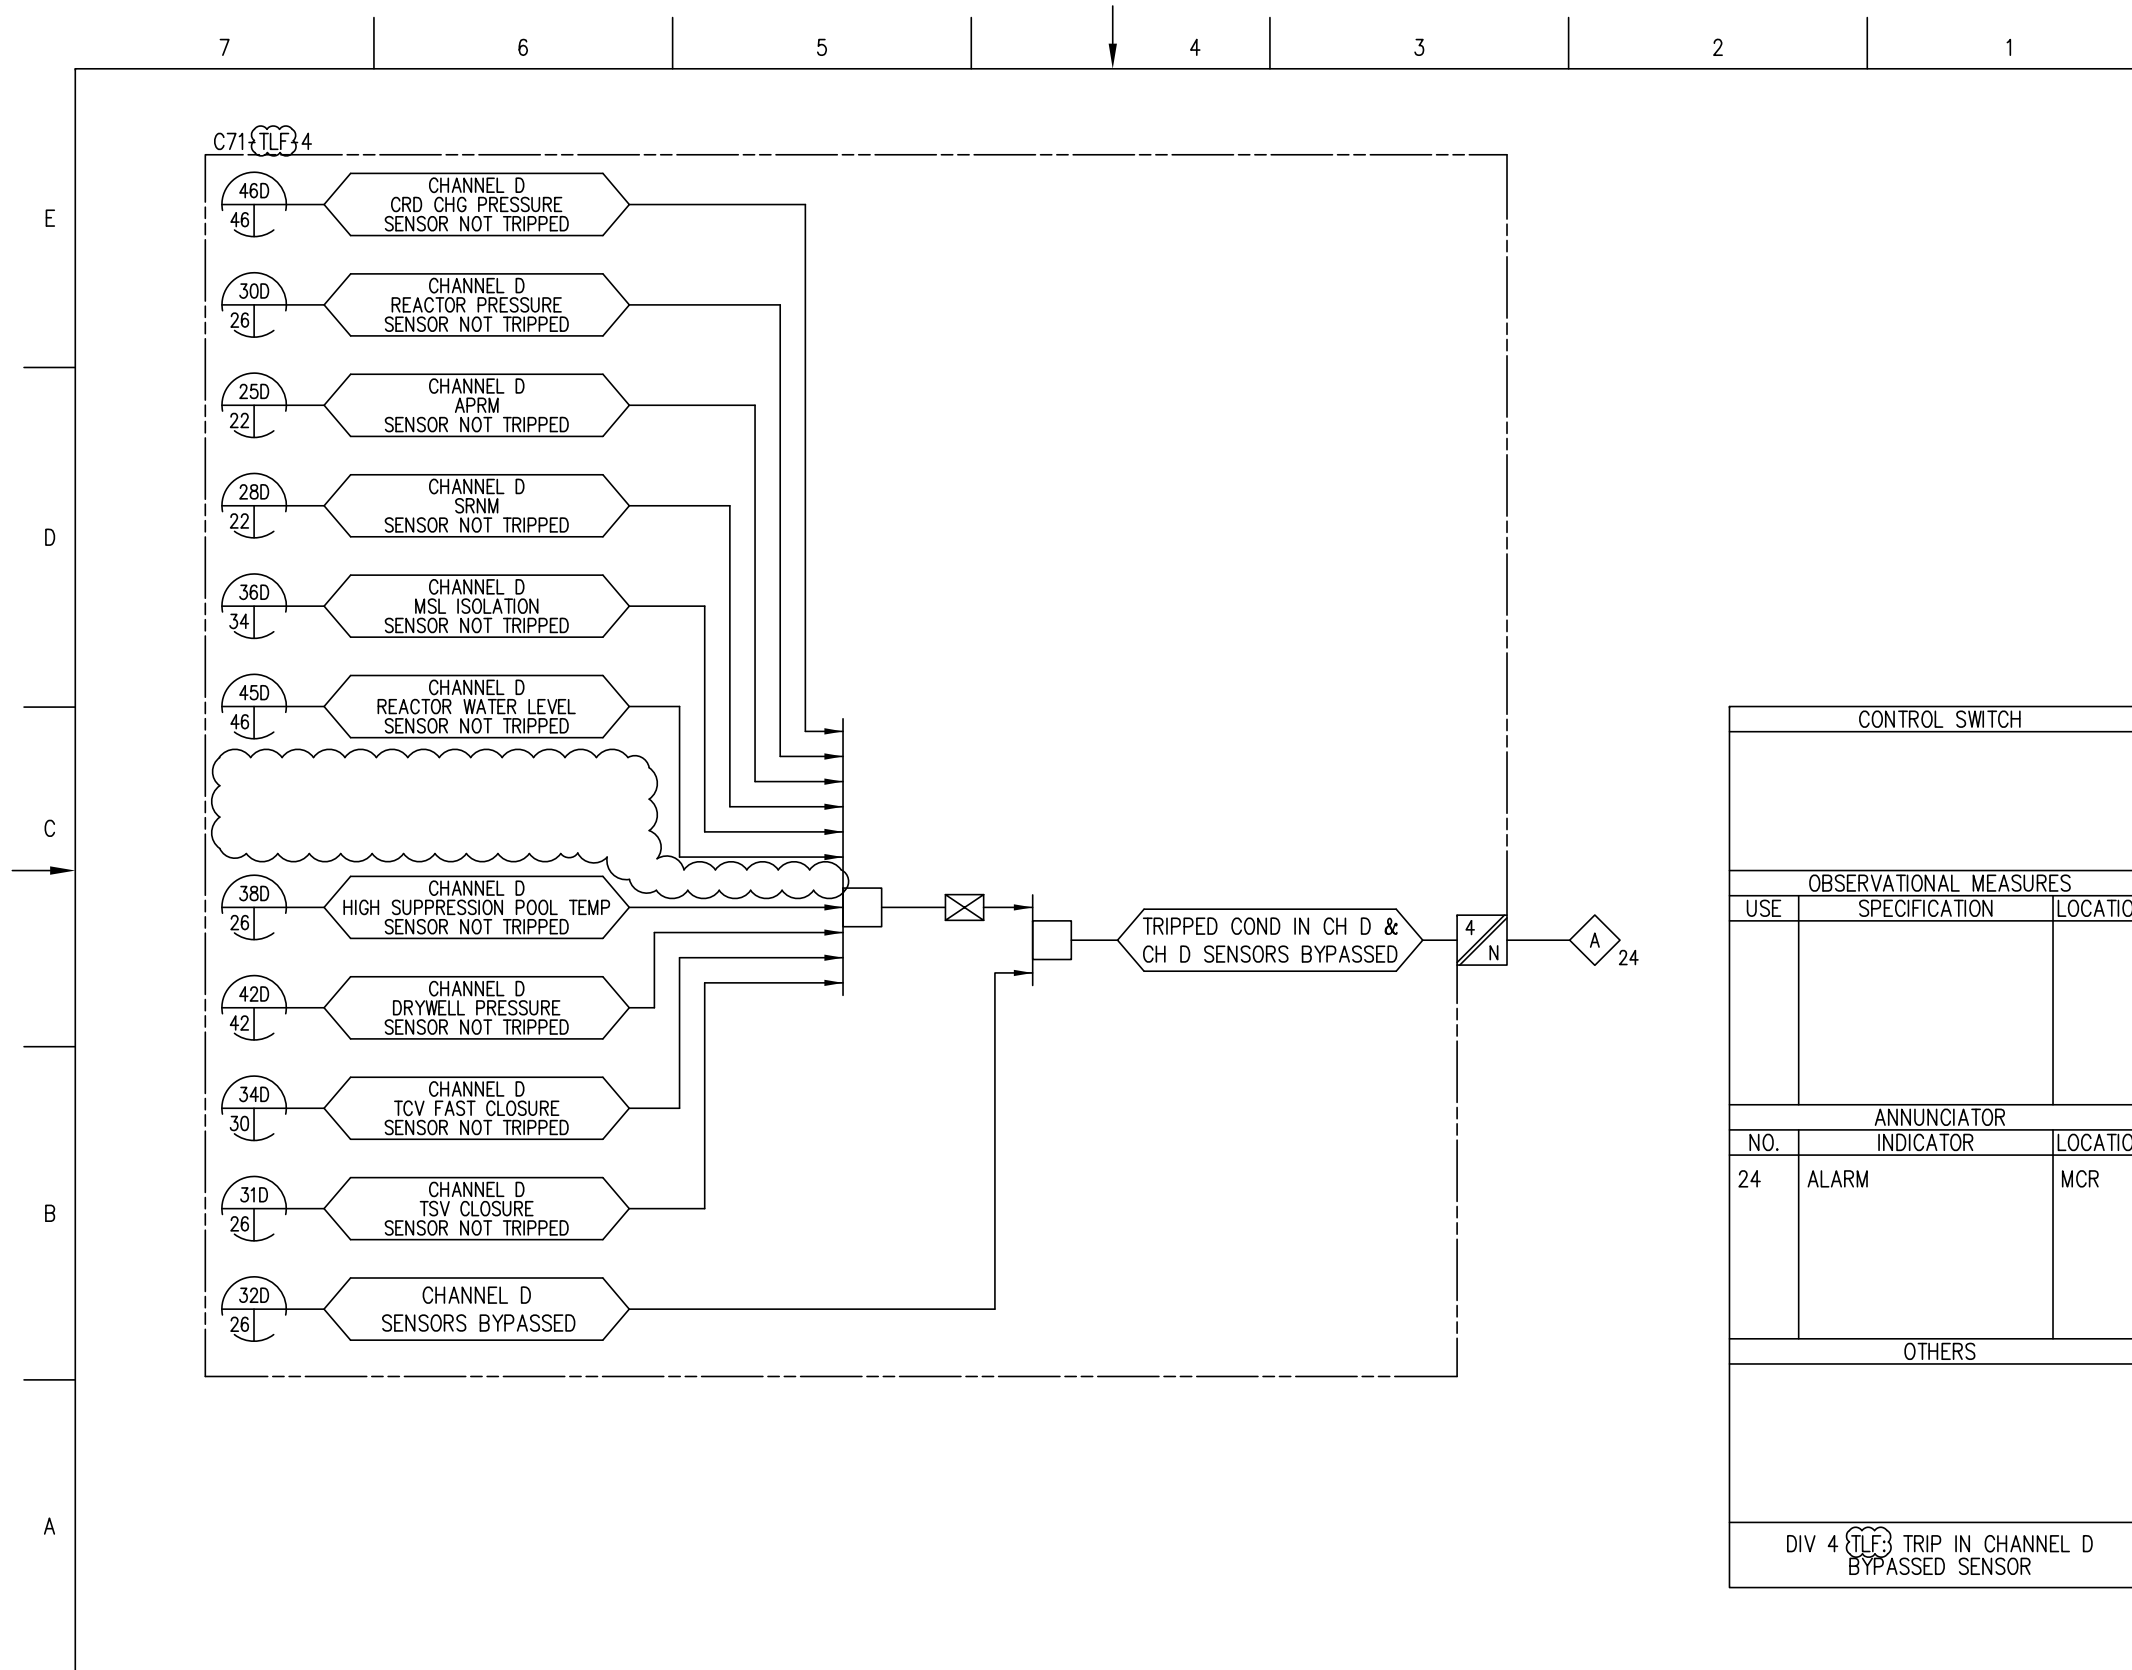 7 6 5 4 3 2 1
C71-TLF-4
E
46D
46
CHANNEL D
CRD CHG PRESSURE
SENSOR NOT TRIPPED
30D
26
CHANNEL D
REACTOR PRESSURE
SENSOR NOT TRIPPED
25D
22
CHANNEL D
APRM
SENSOR NOT TRIPPED
D
28D
22
CHANNEL D
SRNM
SENSOR NOT TRIPPED
36D
34
CHANNEL D
MSL ISOLATION
SENSOR NOT TRIPPED
45D
46
CHANNEL D
REACTOR WATER LEVEL
SENSOR NOT TRIPPED
C
38D
26
CHANNEL D
HIGH SUPPRESSION POOL TEMP
SENSOR NOT TRIPPED
42D
42
CHANNEL D
DRYWELL PRESSURE
SENSOR NOT TRIPPED
34D
30
CHANNEL D
TCV FAST CLOSURE
SENSOR NOT TRIPPED
B
31D
26
CHANNEL D
TSV CLOSURE
SENSOR NOT TRIPPED
32D
26
CHANNEL D
SENSORS BYPASSED
A
TRIPPED COND IN CH D &
CH D SENSORS BYPASSED
4
N
A
24
CONTROL SWITCH
OBSERVATIONAL MEASURES
USE SPECIFICATION LOCATIO
ANNUNCIATOR
NO. INDICATOR LOCATIO
24 ALARM MCR
OTHERS
DIV 4 TLF: TRIP IN CHANNEL D
BYPASSED SENSOR